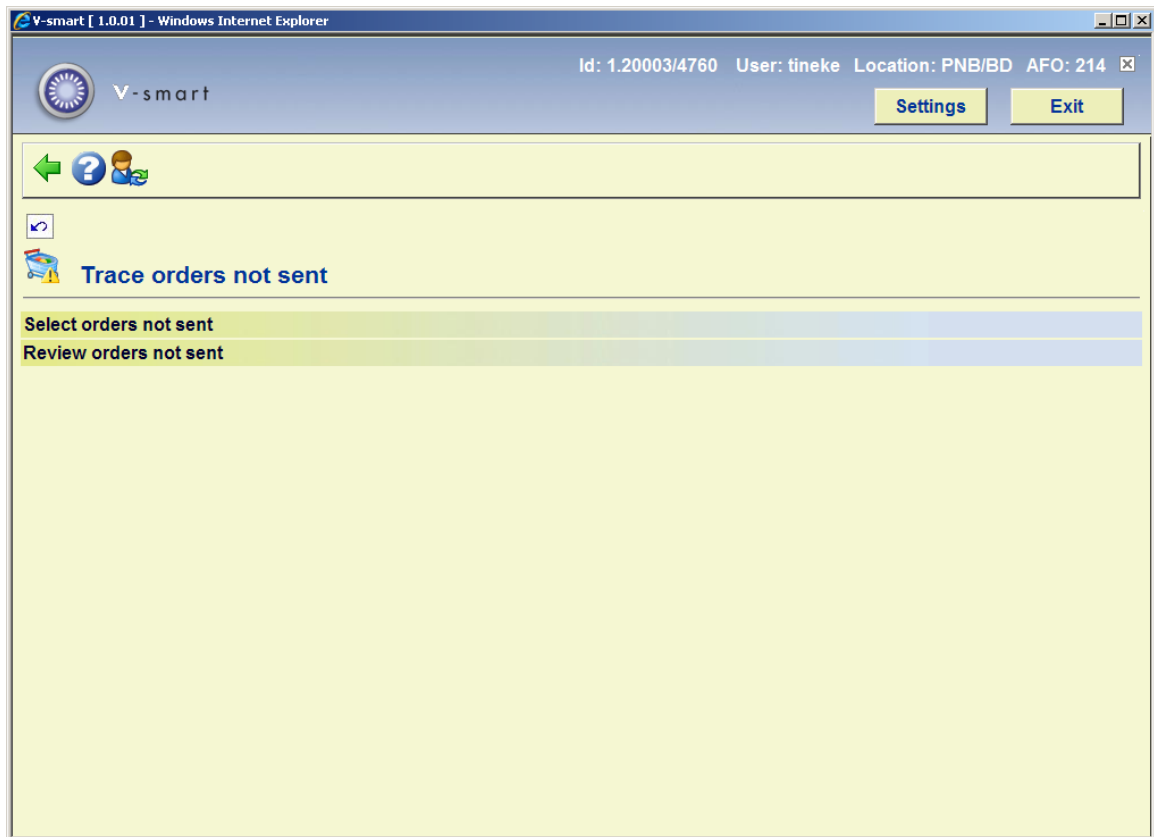 V-smart [ 1.0.01 ] - Windows Internet Explorer
Id: 1.20003/4760 User: tineke Location: PNB/BD AFO: 214
V-smart
Settings Exit
Trace orders not sent
Select orders not sent
Review orders not sent